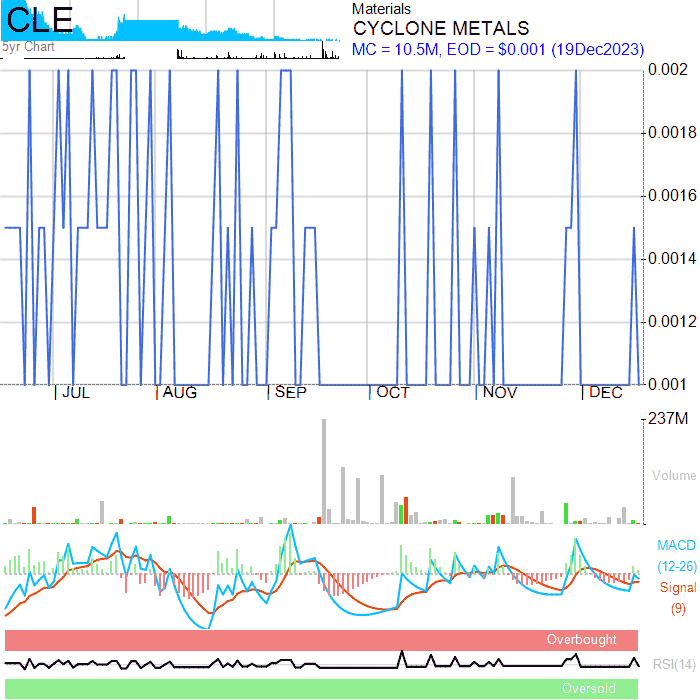 CLE
5yr Chart
Materials
CYCLONE METALS
MC = 10.5M, EOD = $0.001 (19Dec2023)
0.002
0.0018
0.0016
0.0014
0.0012
0.001
JUL AUG SEP OCT NOV DEC
237M
Volume
MACD
(12-26)
Signal
(9)
Overbought
RSI(14)
Oversold